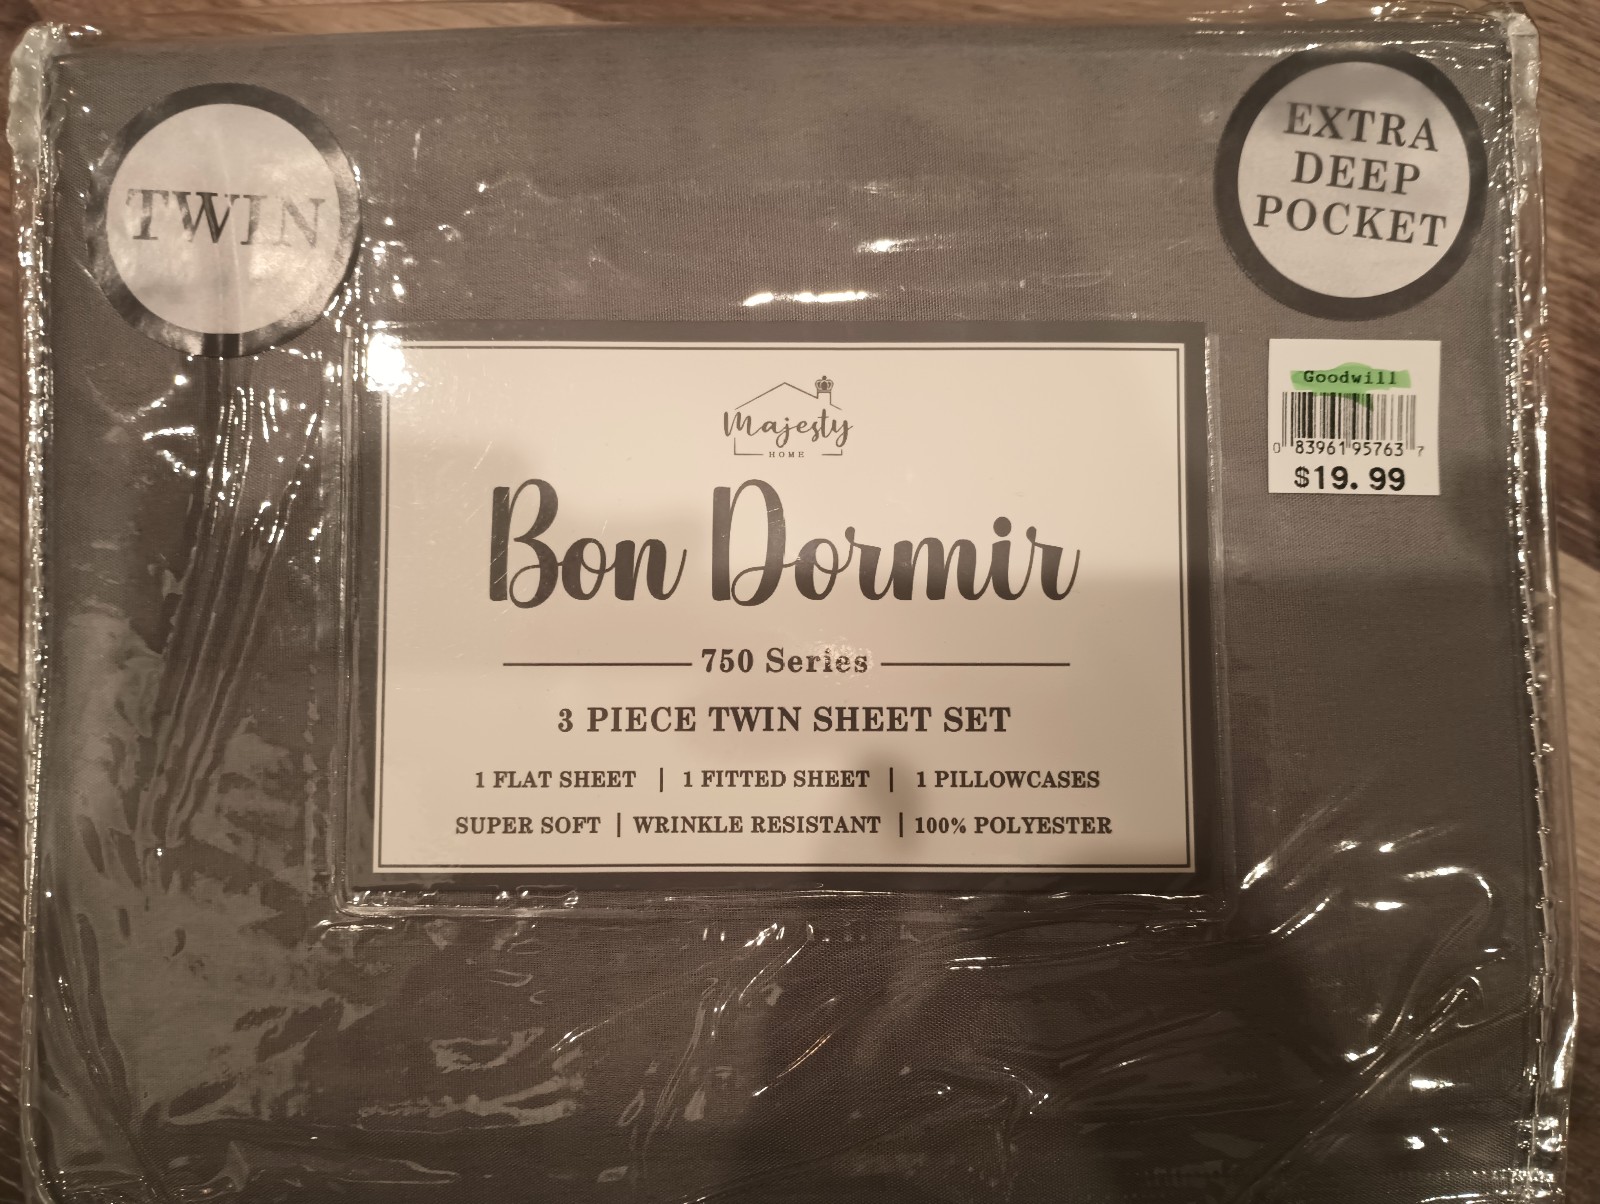 TWIN
EXTRA
DEEP
POCKET
Goodwill
0 83961 95763 7
$19.99
Majesty
HOME
Bon Dormir
750 Series
3 PIECE TWIN SHEET SET
1 FLAT SHEET | 1 FITTED SHEET | 1 PILLOWCASES
SUPER SOFT | WRINKLE RESISTANT | 100% POLYESTER